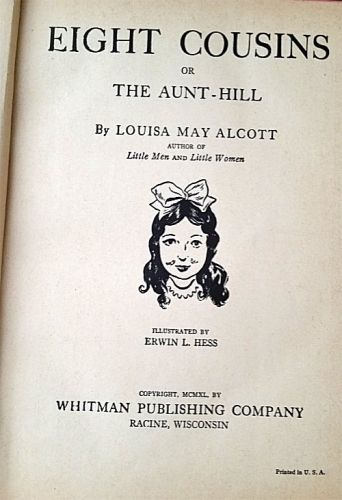 EIGHT COUSINS
OR
THE AUNT-HILL
By LOUISA MAY ALCOTT
AUTHOR OF
Little Men AND Little Women
ILLUSTRATED BY
ERWIN L. HESS
COPYRIGHT, MCMXL, BY
WHITMAN PUBLISHING COMPANY
RACINE, WISCONSIN
Printed in U. S. A.